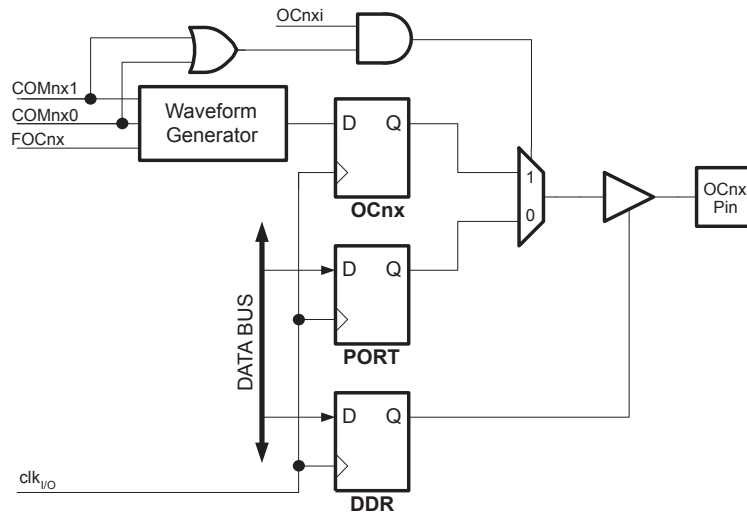 OCnxi
COMnx1
COMnx0
FOCnx
Waveform
Generator
D Q
OCnx
1
0
OCnx
Pin
D Q
PORT
DATA BUS
D Q
DDR
clkI/O